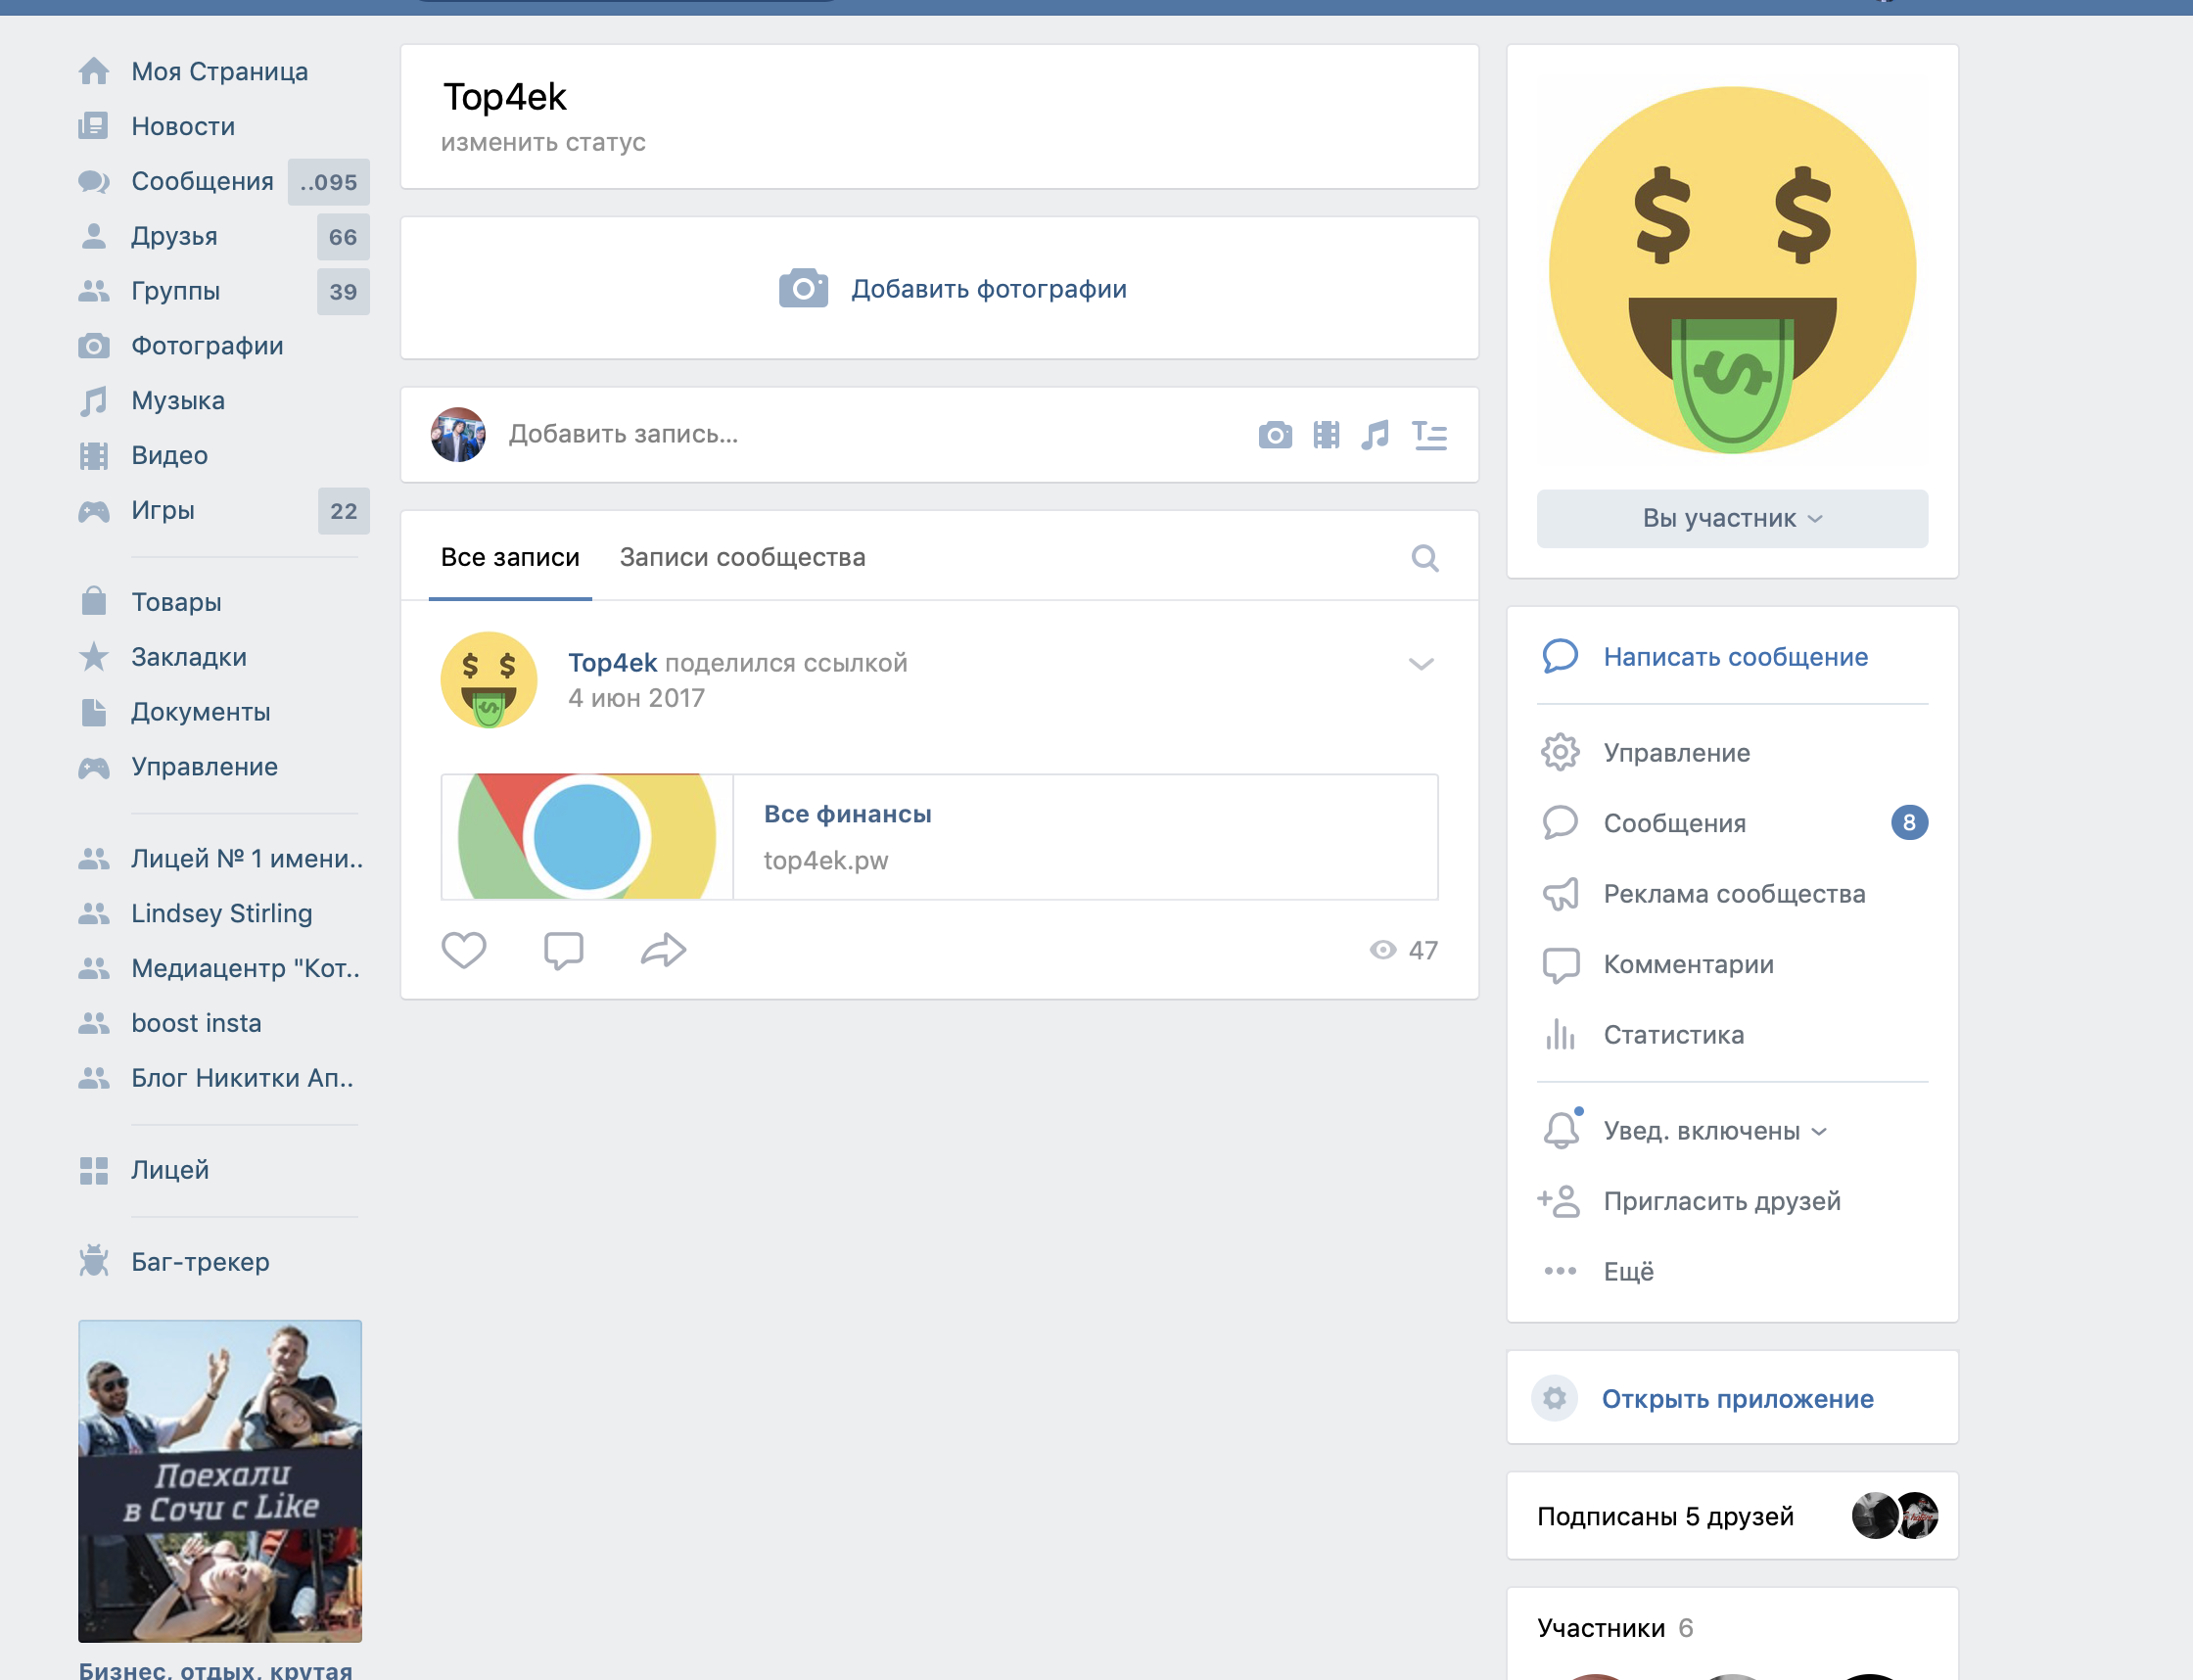 Моя Страница
Новости
Сообщения ..095
Друзья 66
Группы 39
Фотографии
Музыка
Видео
Игры 22
Товары
Закладки
Документы
Управление
Лицей № 1 имени..
Lindsey Stirling
Медиацентр "Кот..
boost insta
Блог Никитки Ап..
Лицей
Баг-трекер
Поехали
в Сочи с Like
Бизнес, отдых, крутая
Top4ek
изменить статус
Добавить фотографии
Добавить запись...
Все записи Записи сообщества
Top4ek поделился ссылкой
4 июн 2017
Все финансы
top4ek.pw
47
Вы участник
Написать сообщение
Управление
Сообщения 8
Реклама сообщества
Комментарии
Статистика
Увед. включены
Пригласить друзей
Ещё
Открыть приложение
Подписаны 5 друзей
Участники 6